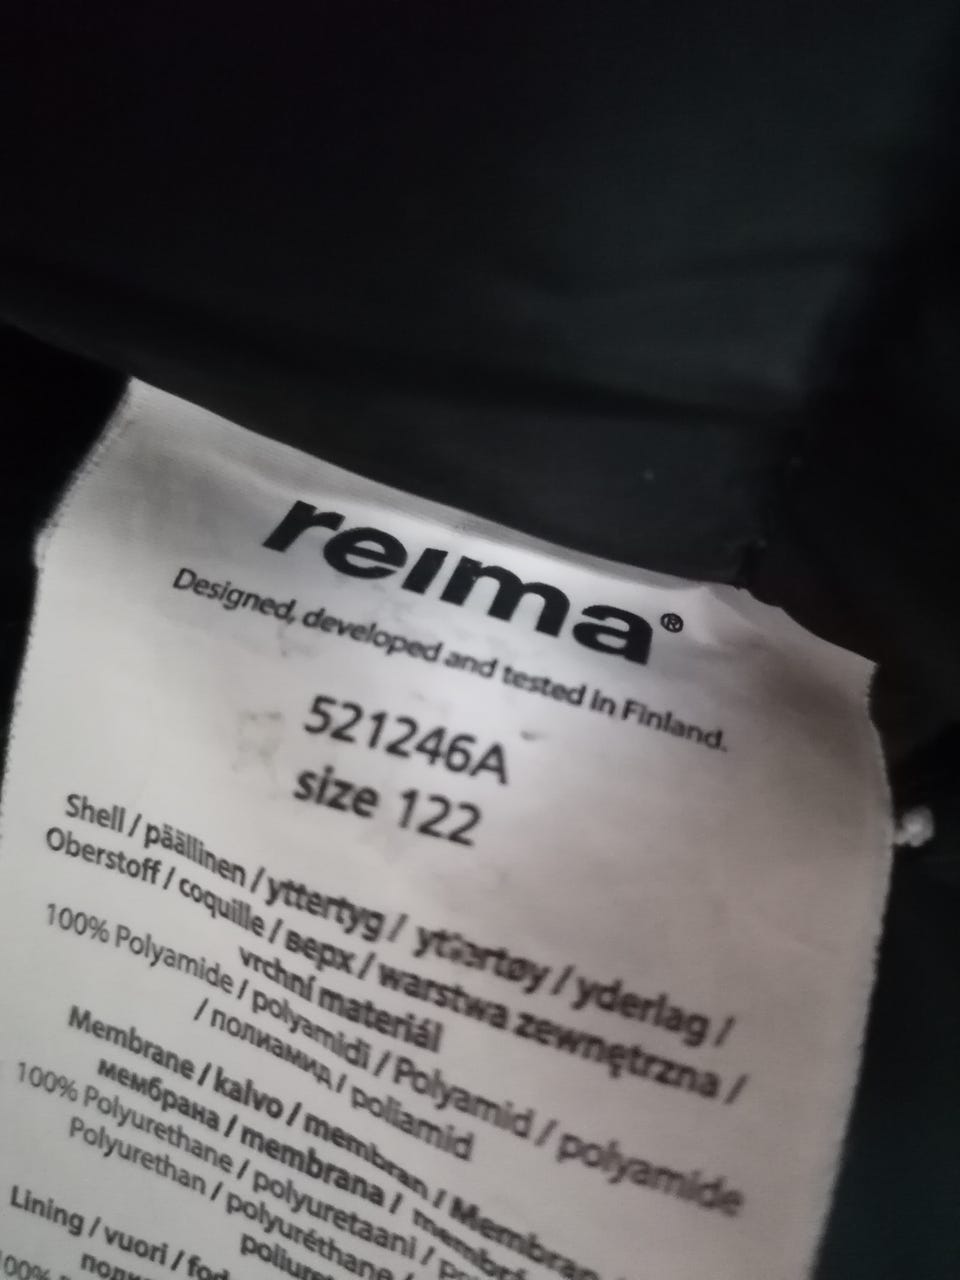 reima®
Designed, developed and tested in Finland.
521246A
size 122
Shell / päällinen / yttertyg / yttertøy / yderlag /
Oberstoff / coquille / верх / warstwa zewnętrzna /
vrchní materiál
100% Polyamide / polyamidi / Polyamid / polyamide
/ полиамид / poliamid
Membrane / kalvo / membran / Membran
мембрана / membrana /
100% Polyurethane / polyuretaani /
Polyurethan / polyuréthane /
Lining / vuori /